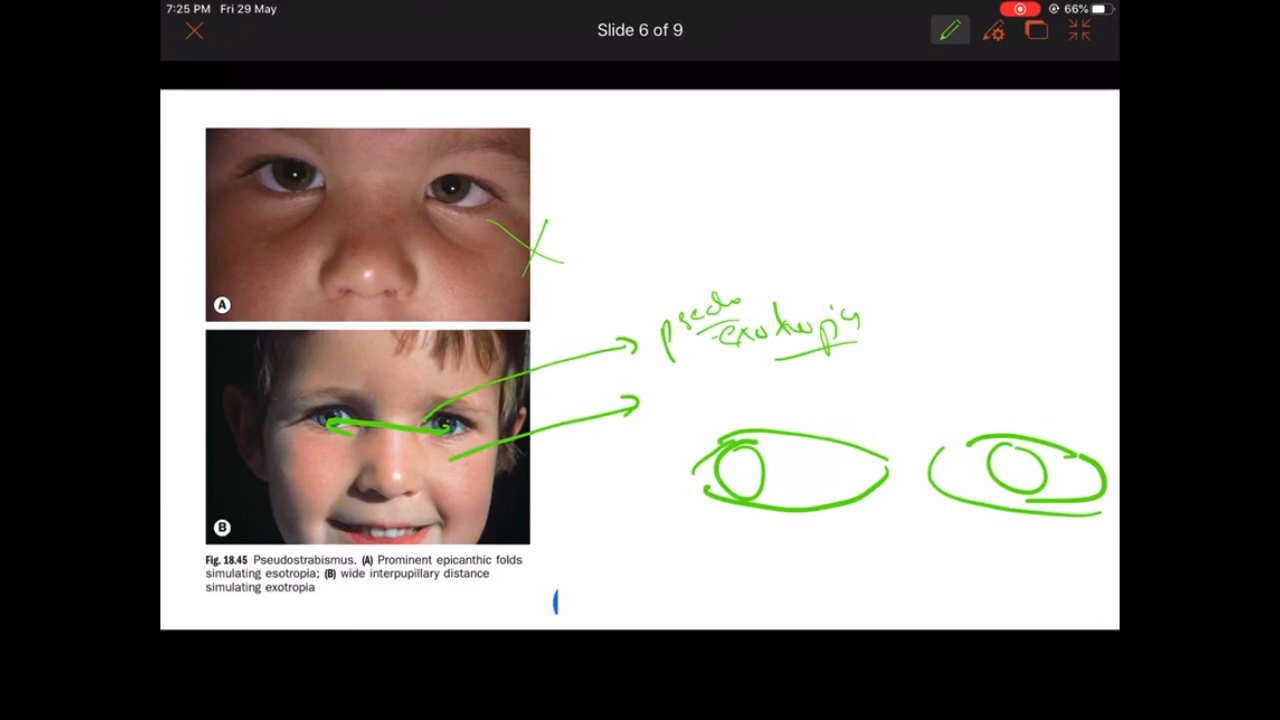 7:25 PM Fri 29 May
66%
Slide 6 of 9
A
B
psedo
exotropia
Fig. 18.45 Pseudostrabismus. (A) Prominent epicanthic folds
simulating esotropia; (B) wide interpupillary distance
simulating exotropia